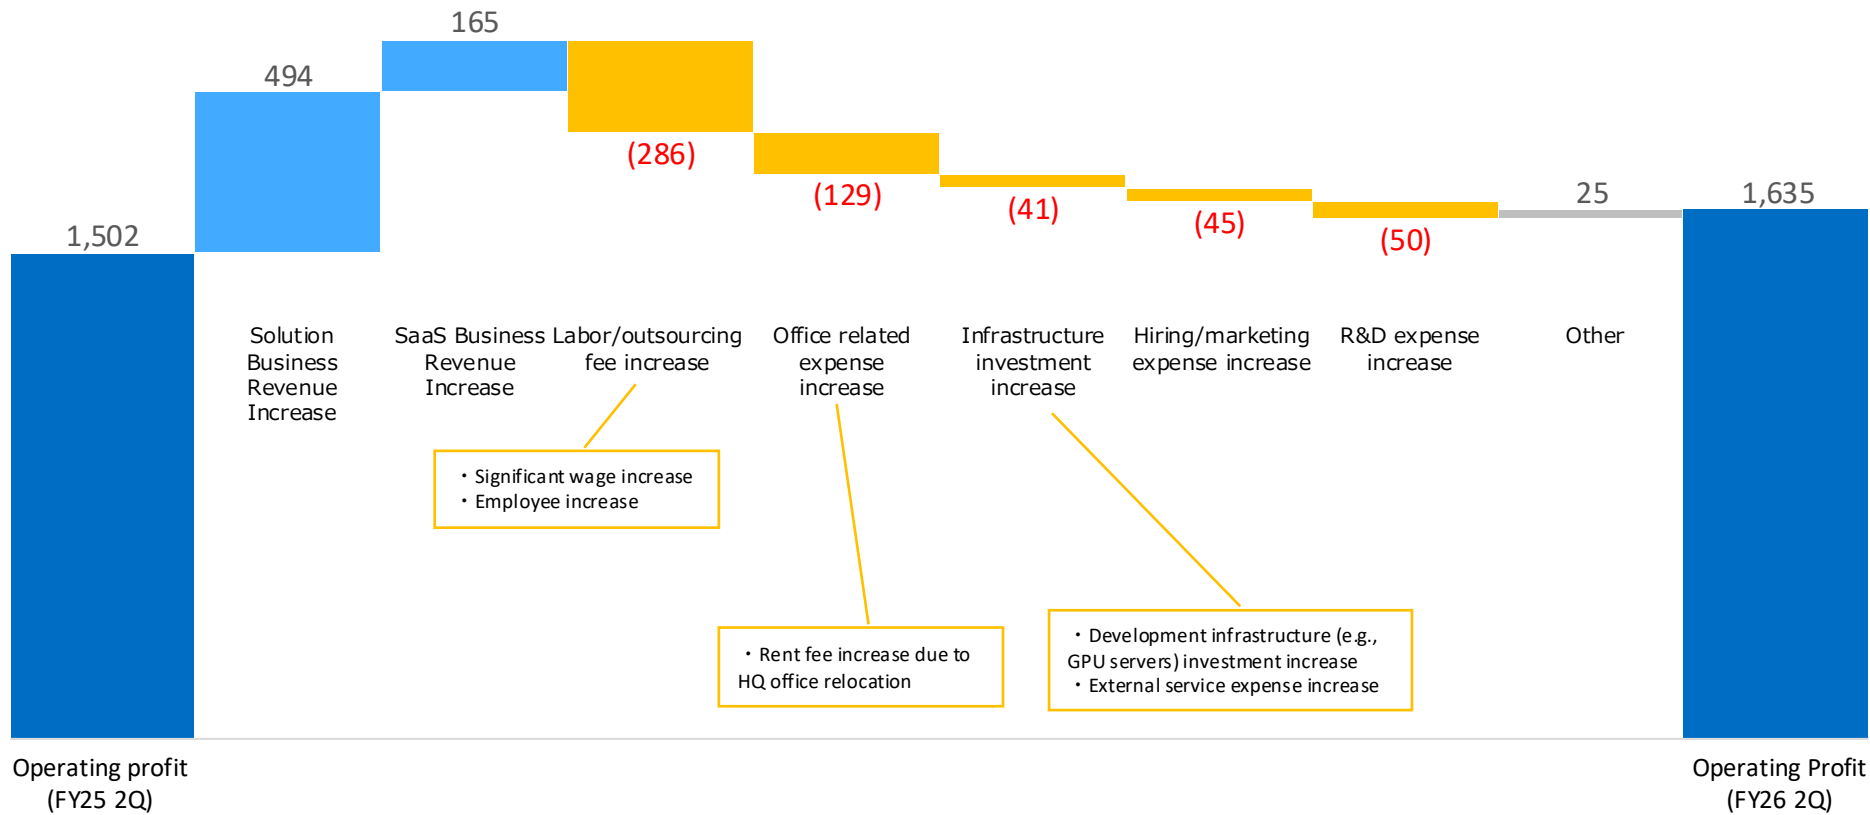 1,502
494
165
(286)
(129)
(41)
(45)
(50)
25
1,635
Solution
Business
Revenue
Increase
SaaS Business
Revenue
Increase
Labor/outsourcing
fee increase
Office related
expense
increase
Infrastructure
investment
increase
Hiring/marketing
expense increase
R&D expense
increase
Other
・Significant wage increase
・Employee increase
・Rent fee increase due to
HQ office relocation
・Development infrastructure (e.g.,
GPU servers) investment increase
・External service expense increase
Operating profit
(FY25 2Q)
Operating Profit
(FY26 2Q)